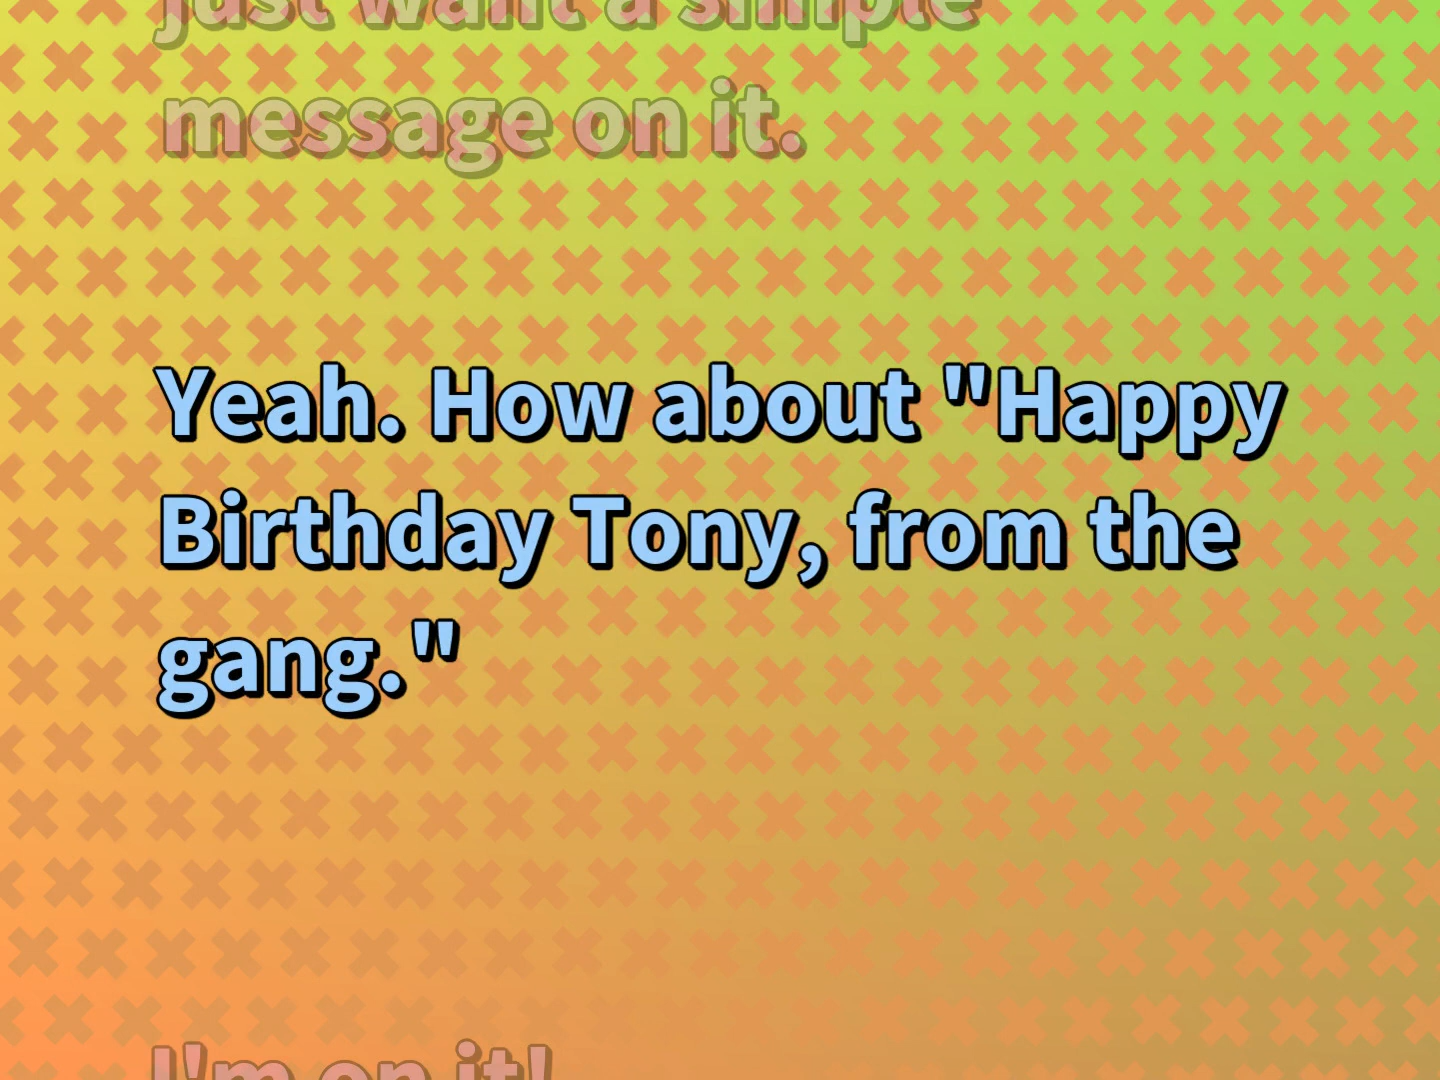 just want a simple
message on it.
Yeah. How about "Happy
Birthday Tony, from the
gang."
I'm on it!